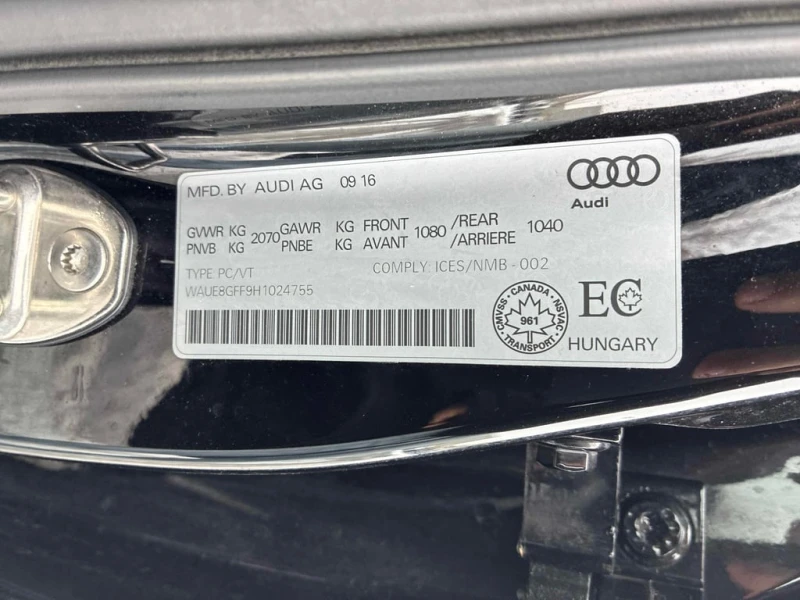 MFD. BY AUDI AG 09 16
Audi
GVWR KG 2070 GAWR KG FRONT 1080 /REAR 1040
PNVB KG PNBE KG AVANT /ARRIERE
TYPE PC/VT COMPLY: ICES/NMB - 002
WAUE8GFF9H1024755
CMVSS • CANADA • NSVAC
961
TRANSPORT
EC
HUNGARY